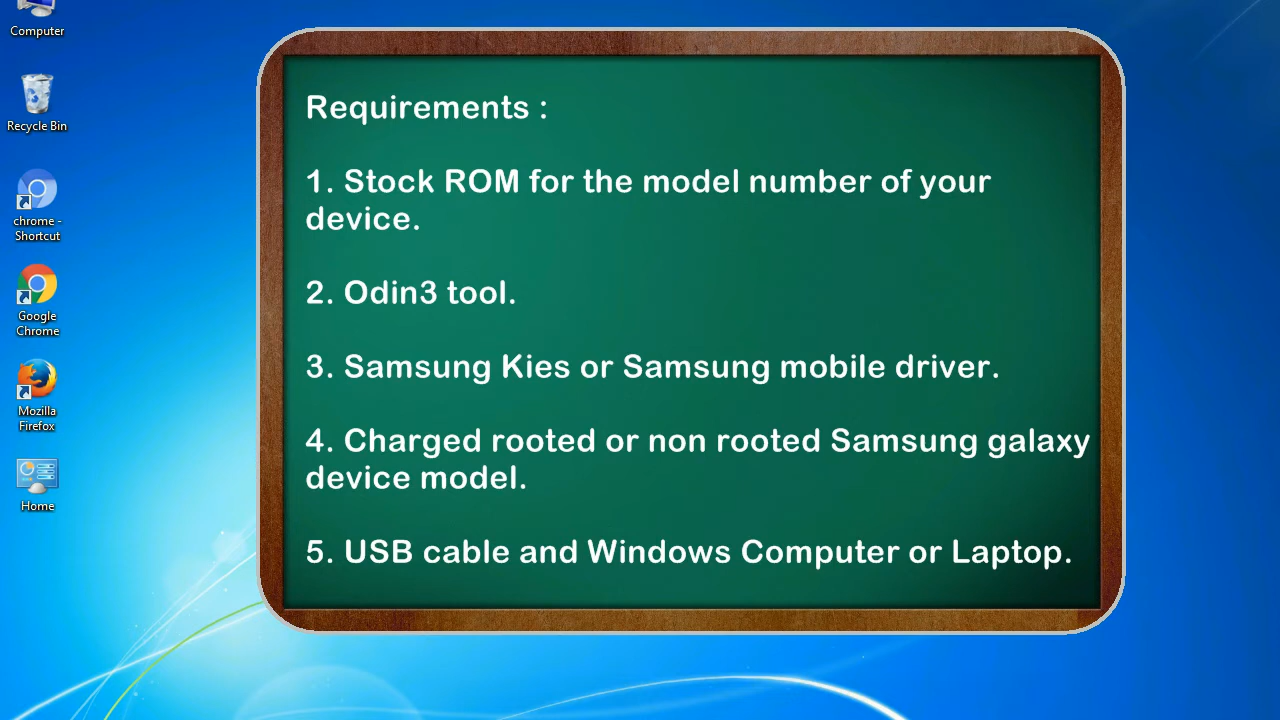 Computer
Recycle Bin
chrome -
Shortcut
Google
Chrome
Mozilla
Firefox
Home
Requirements :
1. Stock ROM for the model number of your
device.
2. Odin3 tool.
3. Samsung Kies or Samsung mobile driver.
4. Charged rooted or non rooted Samsung galaxy
device model.
5. USB cable and Windows Computer or Laptop.